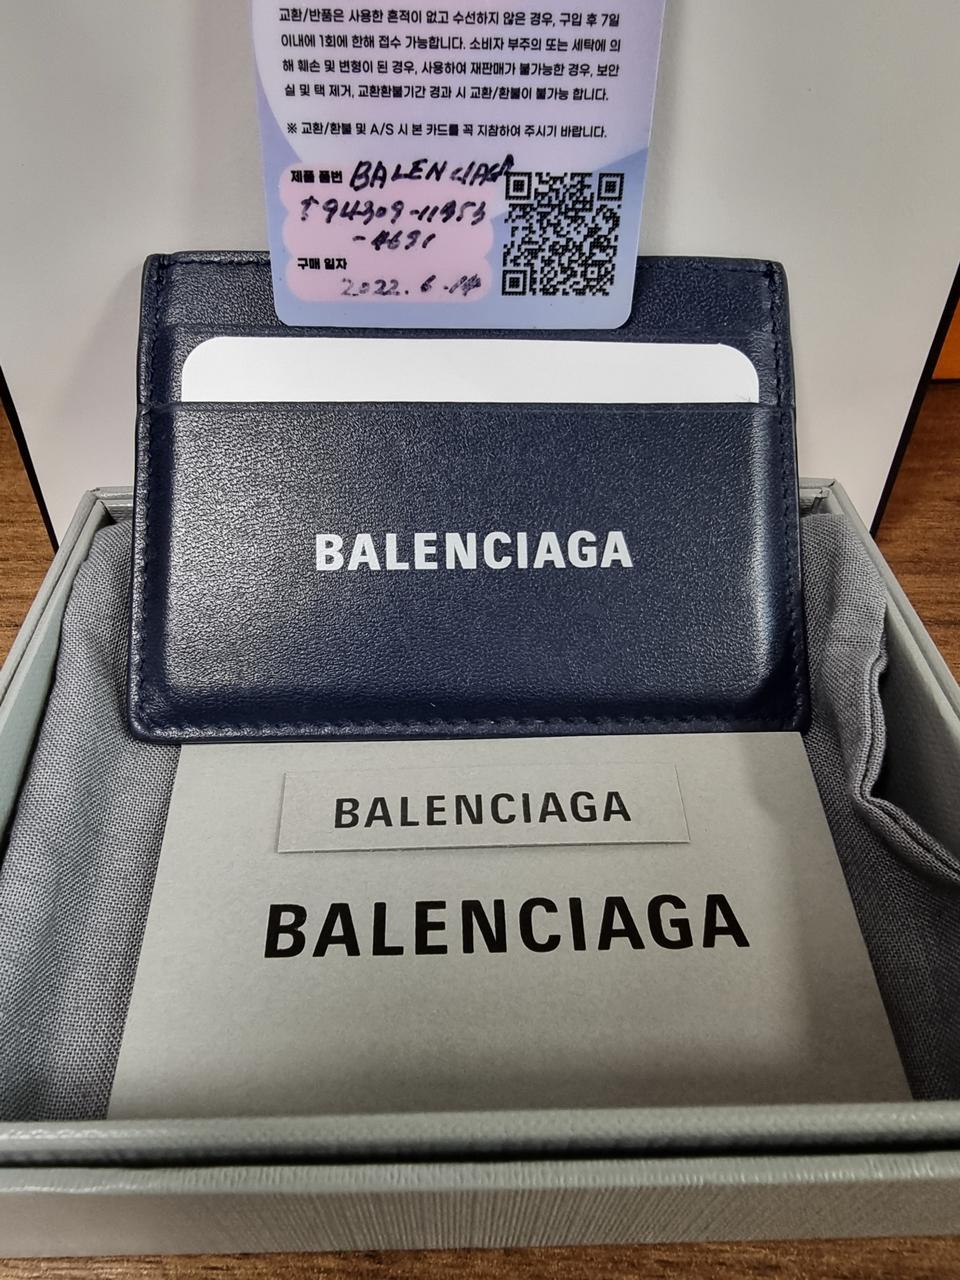 교환/반품은 사용한 흔적이 없고 수선하지 않은 경우, 구입 후 7일
이내에 1회에 한해 접수 가능합니다. 소비자 부주의 또는 세탁에 의
해 훼손 및 변형이 된 경우, 사용하여 재판매가 불가능한 경우, 보안
실 및 택 제거, 교환환불기간 경과 시 교환/환불이 불가능 합니다.
※ 교환/환불 및 A/S 시 본 카드를 꼭 지참하여 주시기 바랍니다.
제품 품번 BALENCIAGA
구매 일자
2022. 6.14
BALENCIAGA
BALENCIAGA
BALENCIAGA